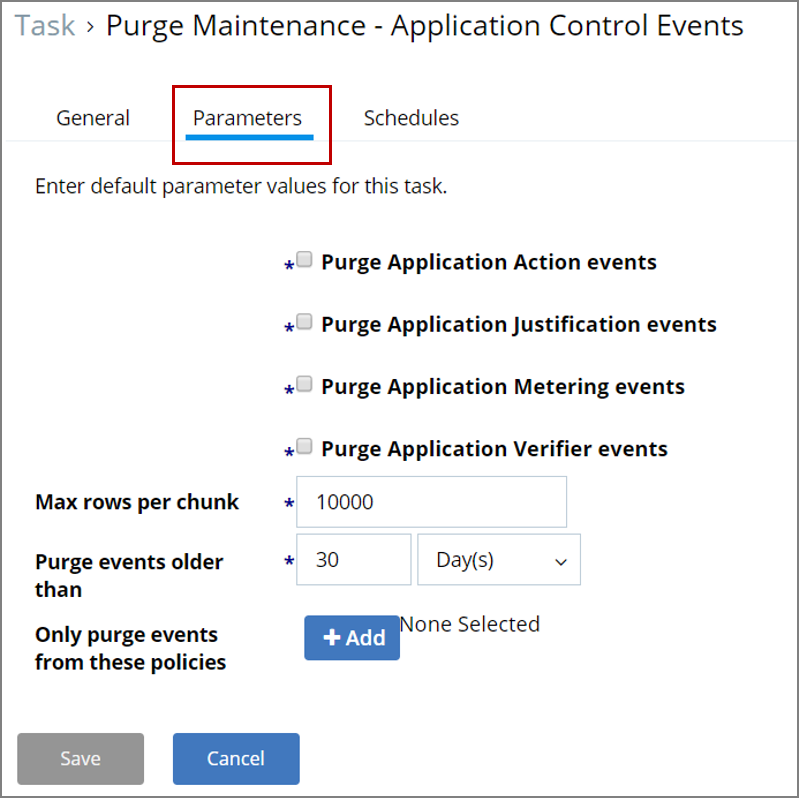 Task › Purge Maintenance - Application Control Events
General Parameters Schedules
Enter default parameter values for this task.
* Purge Application Action events
* Purge Application Justification events
* Purge Application Metering events
* Purge Application Verifier events
Max rows per chunk * 10000
Purge events older than * 30 Day(s)
Only purge events from these policies + Add None Selected
Save Cancel